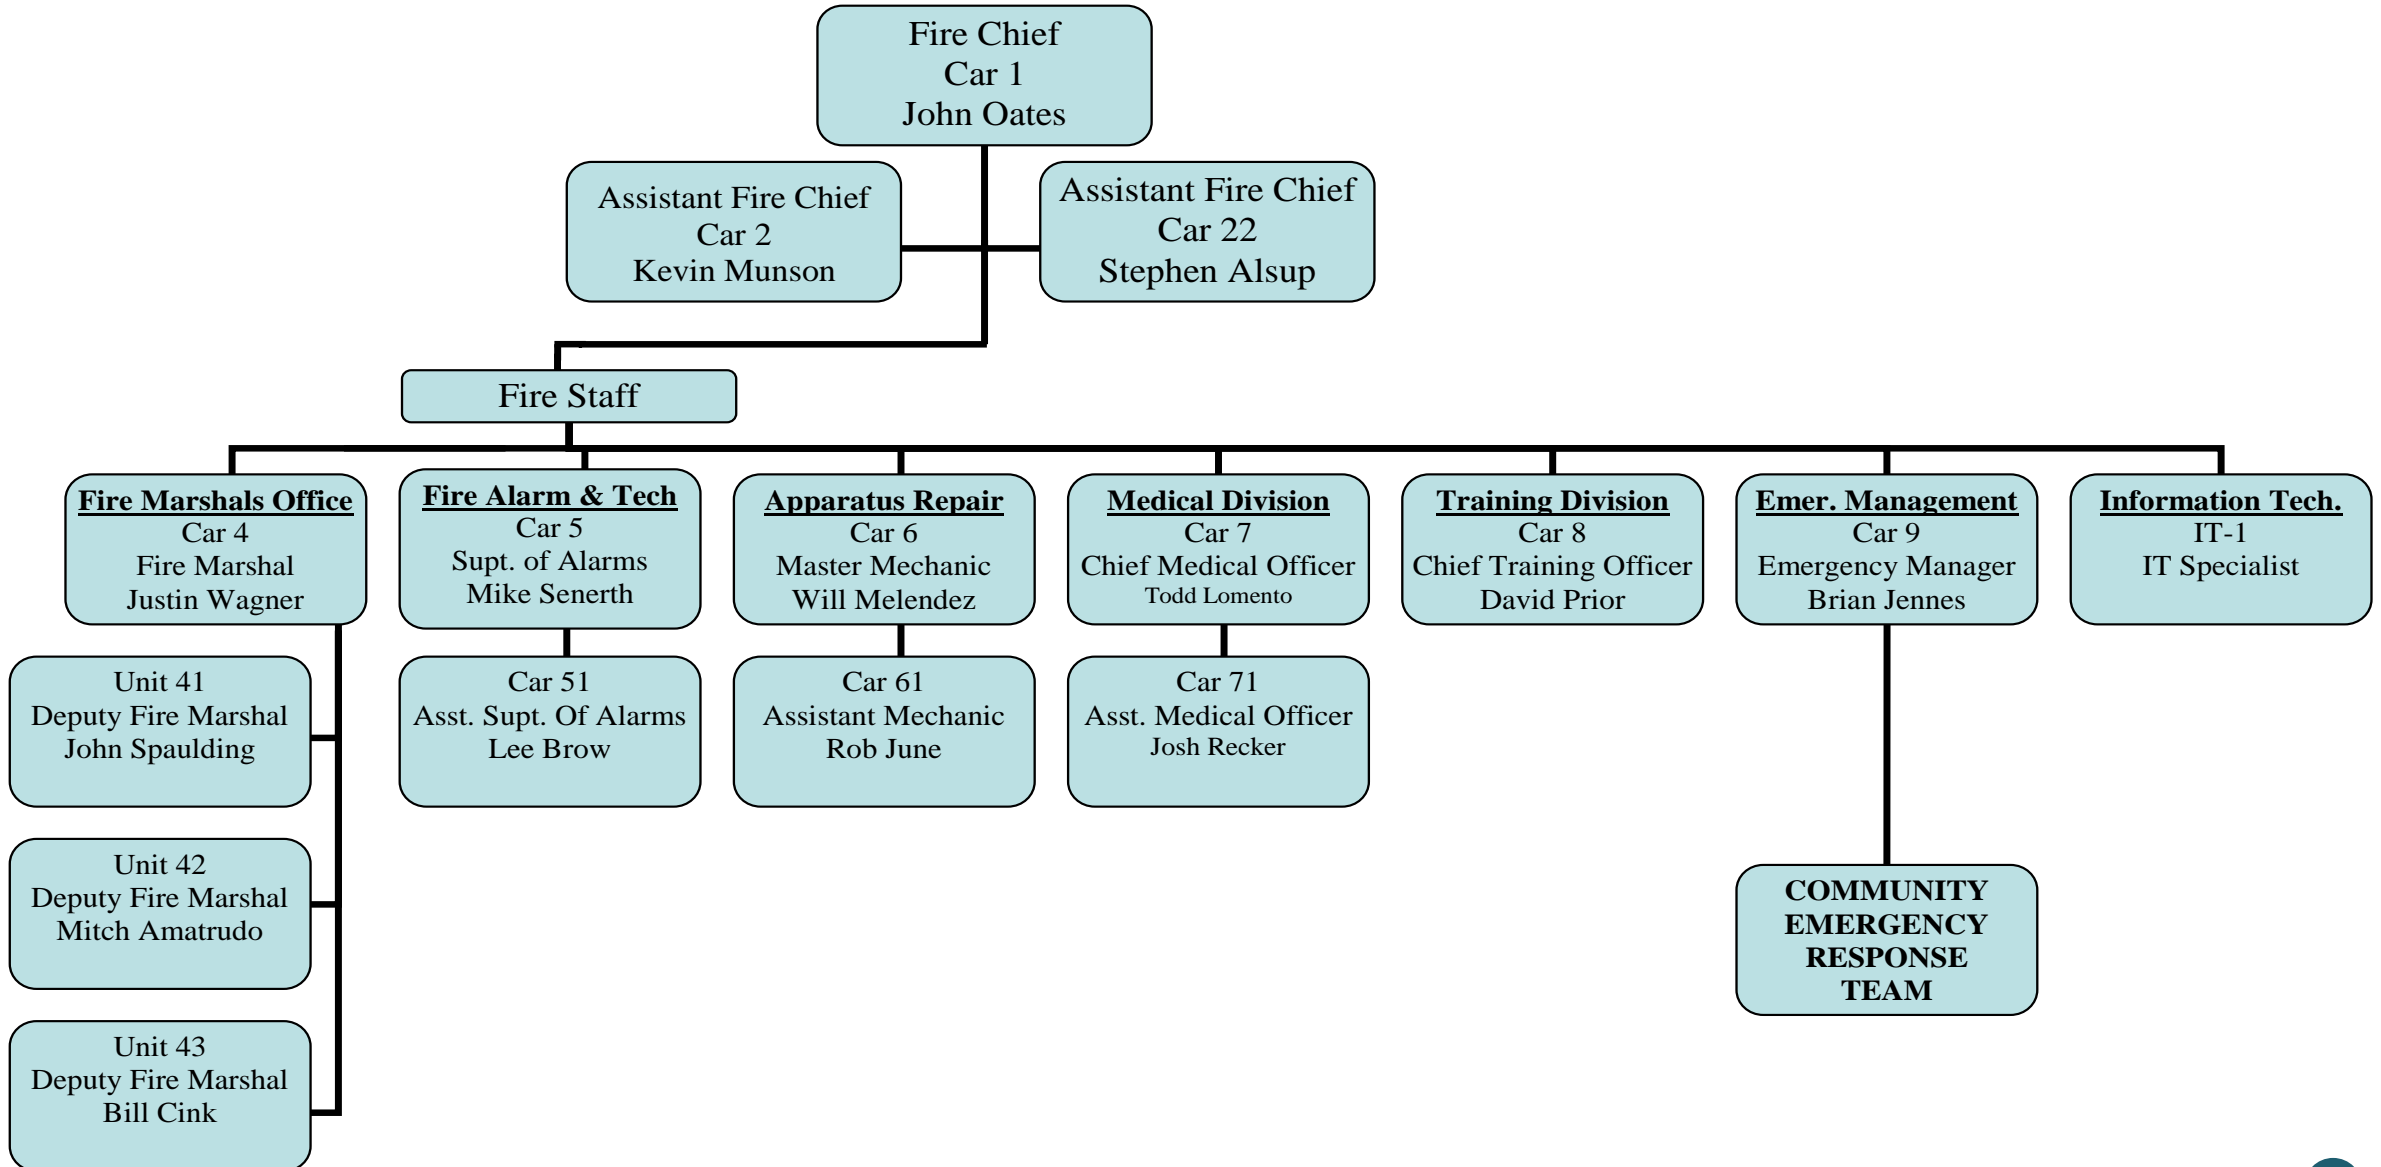 Fire Chief
Car 1
John Oates
Assistant Fire Chief
Car 2
Kevin Munson
Assistant Fire Chief
Car 22
Stephen Alsup
Fire Staff
Fire Marshals Office
Car 4
Fire Marshal
Justin Wagner
Fire Alarm & Tech
Car 5
Supt. of Alarms
Mike Senerth
Apparatus Repair
Car 6
Master Mechanic
Will Melendez
Medical Division
Car 7
Chief Medical Officer
Todd Lomento
Training Division
Car 8
Chief Training Officer
David Prior
Emer. Management
Car 9
Emergency Manager
Brian Jennes
Information Tech.
IT-1
IT Specialist
Unit 41
Deputy Fire Marshal
John Spaulding
Car 51
Asst. Supt. Of Alarms
Lee Brow
Car 61
Assistant Mechanic
Rob June
Car 71
Asst. Medical Officer
Josh Recker
Unit 42
Deputy Fire Marshal
Mitch Amatrudo
COMMUNITY
EMERGENCY
RESPONSE
TEAM
Unit 43
Deputy Fire Marshal
Bill Cink